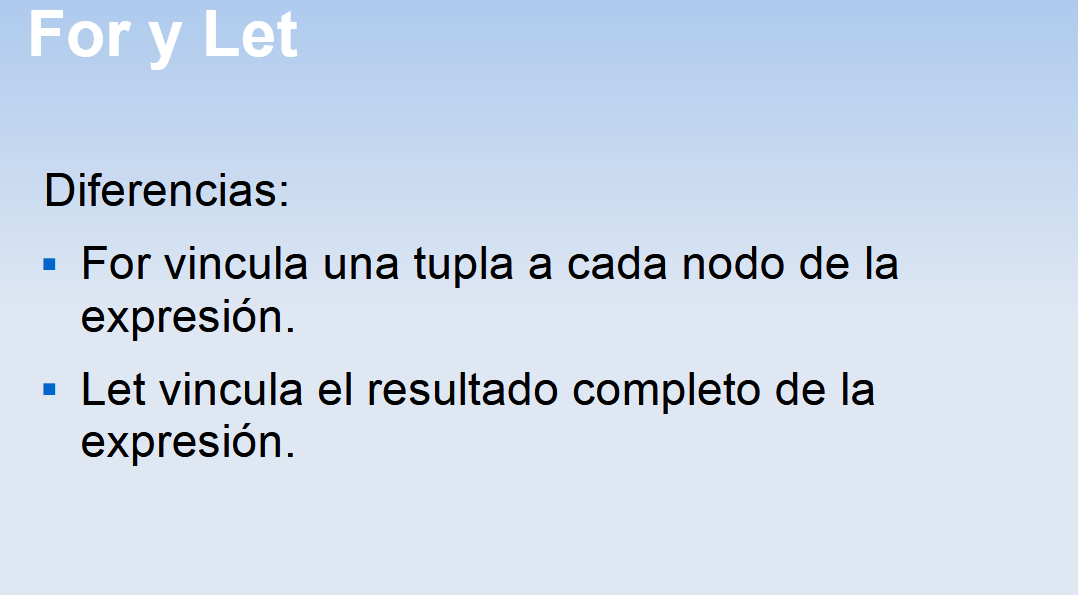 For y Let
Diferencias:
▪ For vincula una tupla a cada nodo de la
expresión.
▪ Let vincula el resultado completo de la
expresión.